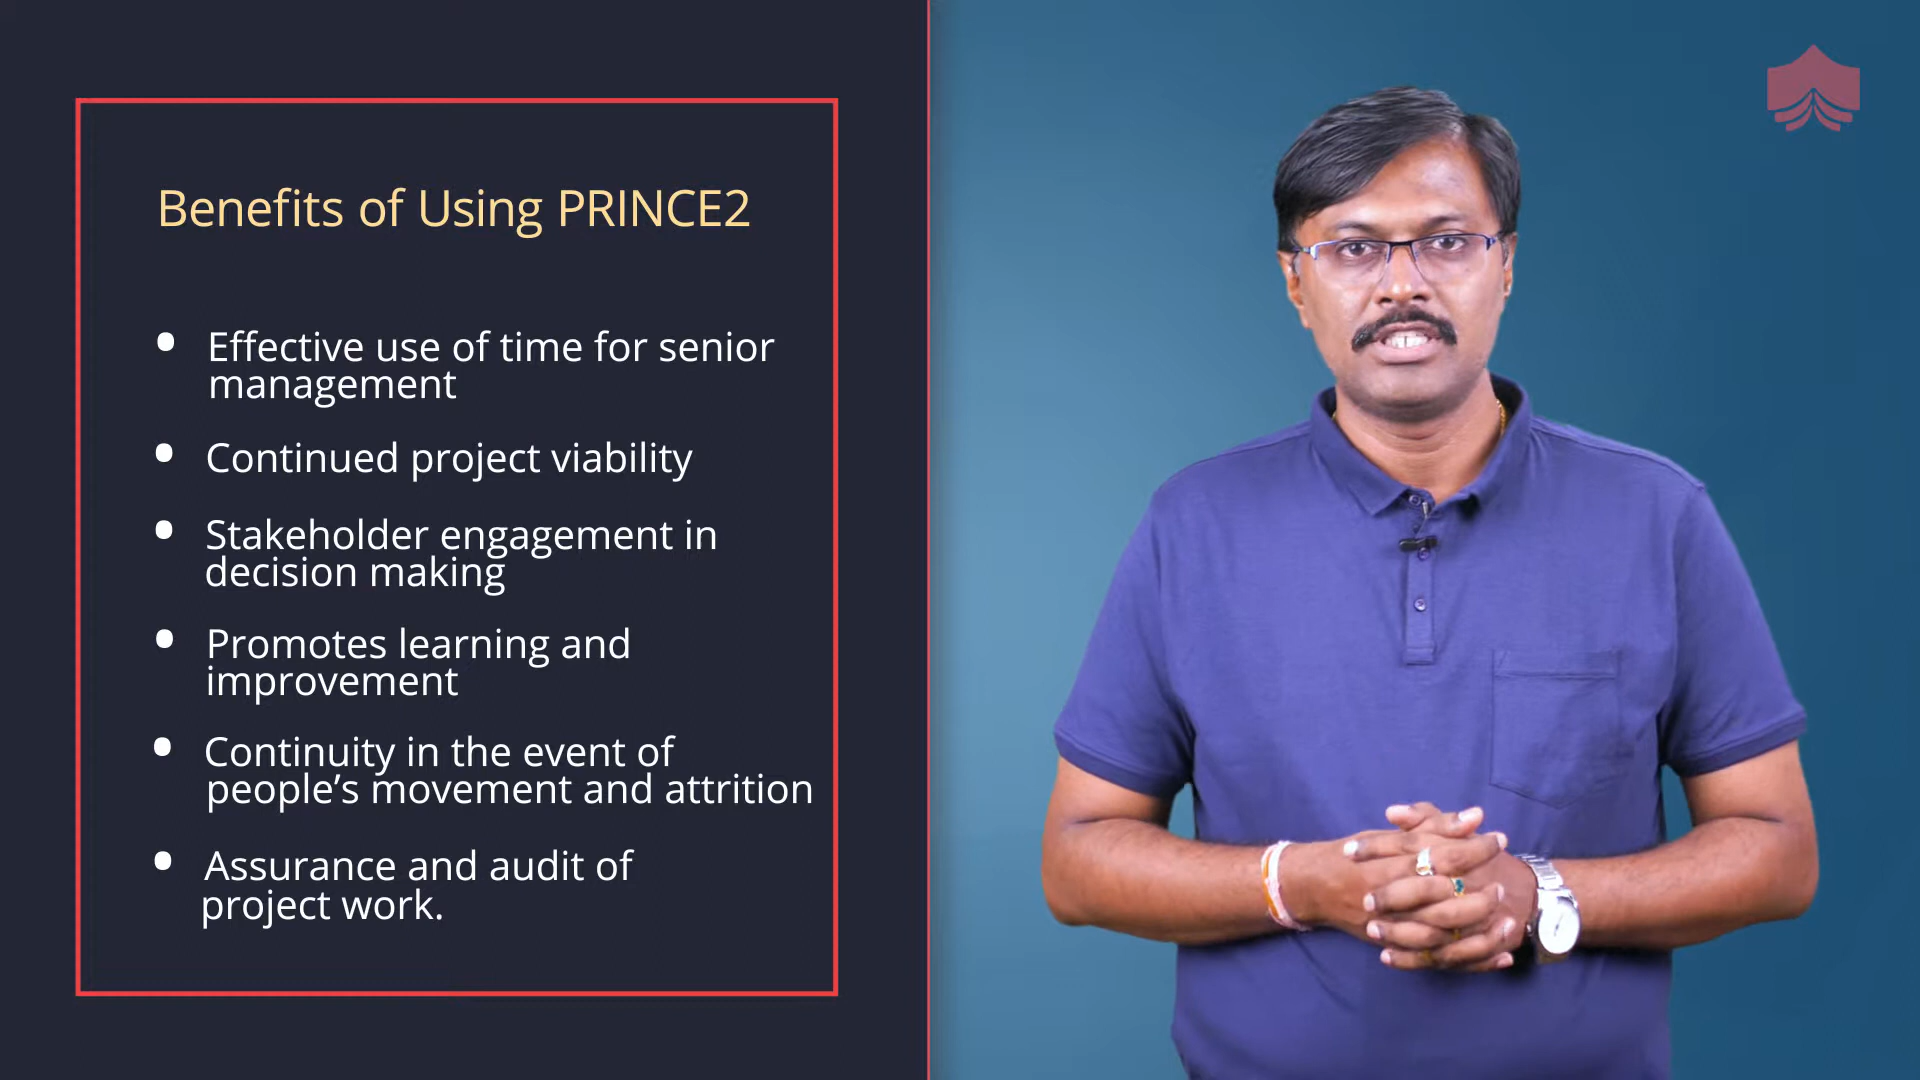 Benefits of Using PRINCE2
• Effective use of time for senior
management
• Continued project viability
• Stakeholder engagement in
decision making
• Promotes learning and
improvement
• Continuity in the event of
people’s movement and attrition
• Assurance and audit of
project work.